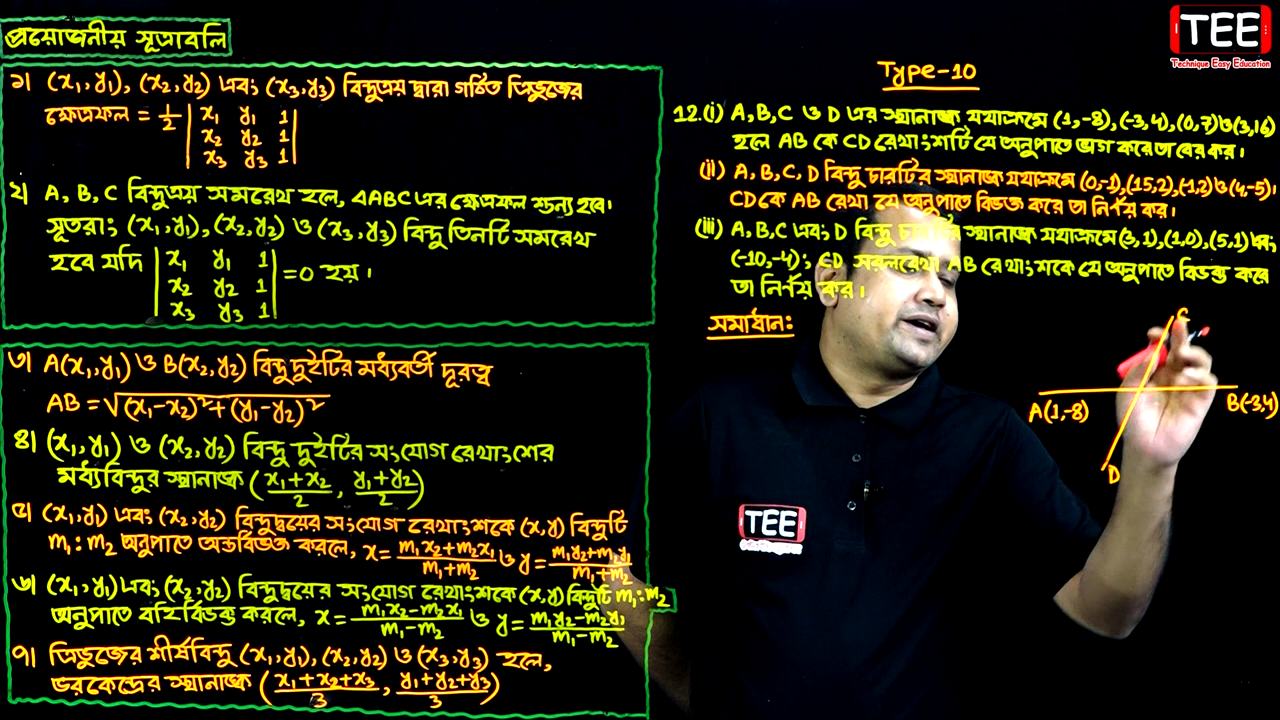 প্রয়োজনীয় সূত্রাবলি
১। (x₁, y₁), (x₂, y₂) এবং (x₃, y₃) বিন্দুত্রয় দ্বারা গঠিত ত্রিভুজের
ক্ষেত্রফল = 1/2 | x₁ y₁ 1 |
| x₂ y₂ 1 |
| x₃ y₃ 1 |
২। A, B, C বিন্দুত্রয় সমরেখ হলে, ΔABC এর ক্ষেত্রফল শূন্য হবে।
সুতরাং (x₁, y₁), (x₂, y₂) ও (x₃, y₃) বিন্দু তিনটি সমরেখ
হবে যদি | x₁ y₁ 1 | = 0 হয়।
| x₂ y₂ 1 |
| x₃ y₃ 1 |
৩। A(x₁, y₁) ও B(x₂, y₂) বিন্দু দুইটির মধ্যবর্তী দূরত্ব
AB = √(x₁-x₂)²+(y₁-y₂)²
৪। (x₁, y₁) ও (x₂, y₂) বিন্দু দুইটির সংযোগ রেখাংশের
মধ্যবিন্দুর স্থানাঙ্ক ((x₁+x₂)/2, (y₁+y₂)/2)
৫। (x₁, y₁) এবং (x₂, y₂) বিন্দুদ্বয়ের সংযোগ রেখাংশকে (x, y) বিন্দুটি
m₁:m₂ অনুপাতে অন্তর্বিভক্ত করলে, x = (m₁x₂+m₂x₁)/(m₁+m₂) ও y = (m₁y₂+m₂y₁)/(m₁+m₂)
৬। (x₁, y₁) এবং (x₂, y₂) বিন্দুদ্বয়ের সংযোগ রেখাংশকে (x, y) বিন্দুটি m₁:m₂
অনুপাতে বহির্বিভক্ত করলে, x = (m₁x₂-m₂x₁)/(m₁-m₂) ও y = (m₁y₂-m₂y₁)/(m₁-m₂)
৭। ত্রিভুজের শীর্ষবিন্দু (x₁, y₁), (x₂, y₂) ও (x₃, y₃) হলে,
ভরকেন্দ্রের স্থানাঙ্ক ((x₁+x₂+x₃)/3, (y₁+y₂+y₃)/3)
TEE
Technique Easy Education
Type-10
12. (i) A, B, C ও D এর স্থানাঙ্ক যথাক্রমে (1, -8), (-3, 4), (0, 7) ও (3, 16)
হলে AB কে CD রেখাংশটি যে অনুপাতে ভাগ করে তা বের কর।
(ii) A, B, C, D বিন্দু চারটির স্থানাঙ্ক যথাক্রমে (0, -1), (15, 2), (-1, 2) ও (4, -5)।
CD কে AB রেখা যে অনুপাতে বিভক্ত করে তা নির্ণয় কর।
(iii) A, B, C এবং D বিন্দু স্থানাঙ্ক যথাক্রমে (3, 1), (1, 0), (5, 1) এবং
(-10, -4); CD সরলরেখা AB রেখাংশকে যে অনুপাতে বিভক্ত করে
তা নির্ণয় কর।
সমাধান:
C
A(1, -8)
B(-3, 4)
D
TEE